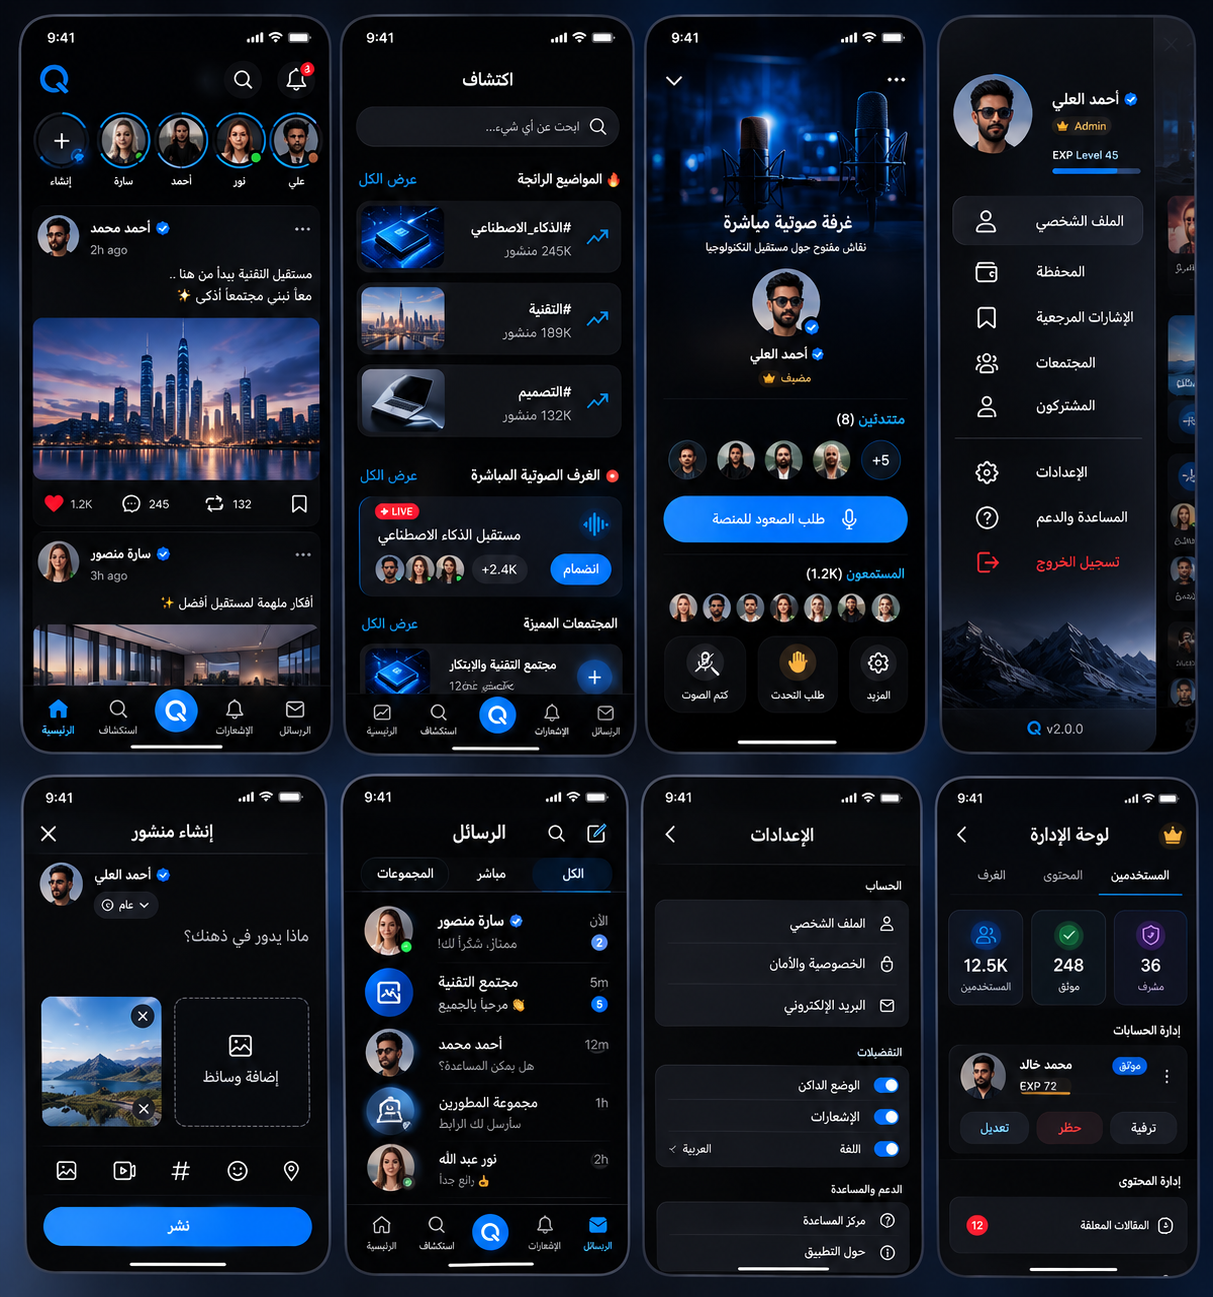 9:41
3
إنشاء
سارة
أحمد
نور
علي
أحمد محمد
2h ago
مستقبل التقنية يبدأ من هنا ..
معاً نبني مجتمعاً أذكى ✨
1.2K
245
132
سارة منصور
3h ago
أفكار ملهمة لمستقبل أفضل ✨
الرئيسية
استكشاف
الإشعارات
9:41
اكتشاف
ابحث عن أي شيء...
🔥 المواضيع الرائجة
عرض الكل
#الذكاء_الاصطناعي
245K منشور
#التقنية
189K منشور
#التصميم
132K منشور
الغرف الصوتية المباشرة
عرض الكل
LIVE
مستقبل الذكاء الاصطناعي
+2.4K
انضمام
المجتمعات المميزة
عرض الكل
مجتمع التقنية والإبتكار
الرئيسية
استكشاف
الإشعارات
9:41
غرفة صوتية مباشرة
نقاش مفتوح حول مستقبل التكنولوجيا
أحمد العلي
مضيف
متتدئين (8)
+5
طلب الصعود للمنصة
المستمعون (1.2K)
كتم الصوت
طلب التحدث
المزيد
أحمد العلي
Admin
EXP Level 45
الملف الشخصي
المحفظة
الإشارات المرجعية
المجتمعات
المشتركون
الإعدادات
المساعدة والدعم
تسجيل الخروج
v2.0.0
9:41
إنشاء منشور
أحمد العلي
عام
ماذا يدور في ذهنك؟
إضافة وسائط
#
نشر
9:41
الرسائل
الكل
مباشر
المجموعات
سارة منصور
الآن
ممتاز، شكراً لك!
2
مجتمع التقنية
5m
مرحباً بالجميع 👏
5
أحمد محمد
12m
هل يمكن المساعدة؟
مجموعة المطورين
1h
سأرسل لك الرابط
نور عبد الله
2h
رائع جداً
الرئيسية
استكشاف
الإشعارات
9:41
الإعدادات
الحساب
الملف الشخصي
الخصوصية والأمان
البريد الإلكتروني
التفضيلات
الوضع الداكن
الإشعارات
اللغة
العربية
الدعم والمساعدة
مركز المساعدة
حول التطبيق
9:41
لوحة الإدارة
المستخدمين
المحتوى
الغرف
12.5K
المستخدمين
248
موثق
36
مشرف
إدارة الحسابات
محمد خالد
موثق
EXP 72
تعديل
حظر
ترقية
إدارة المحتوى
المقالات المعلقة
12